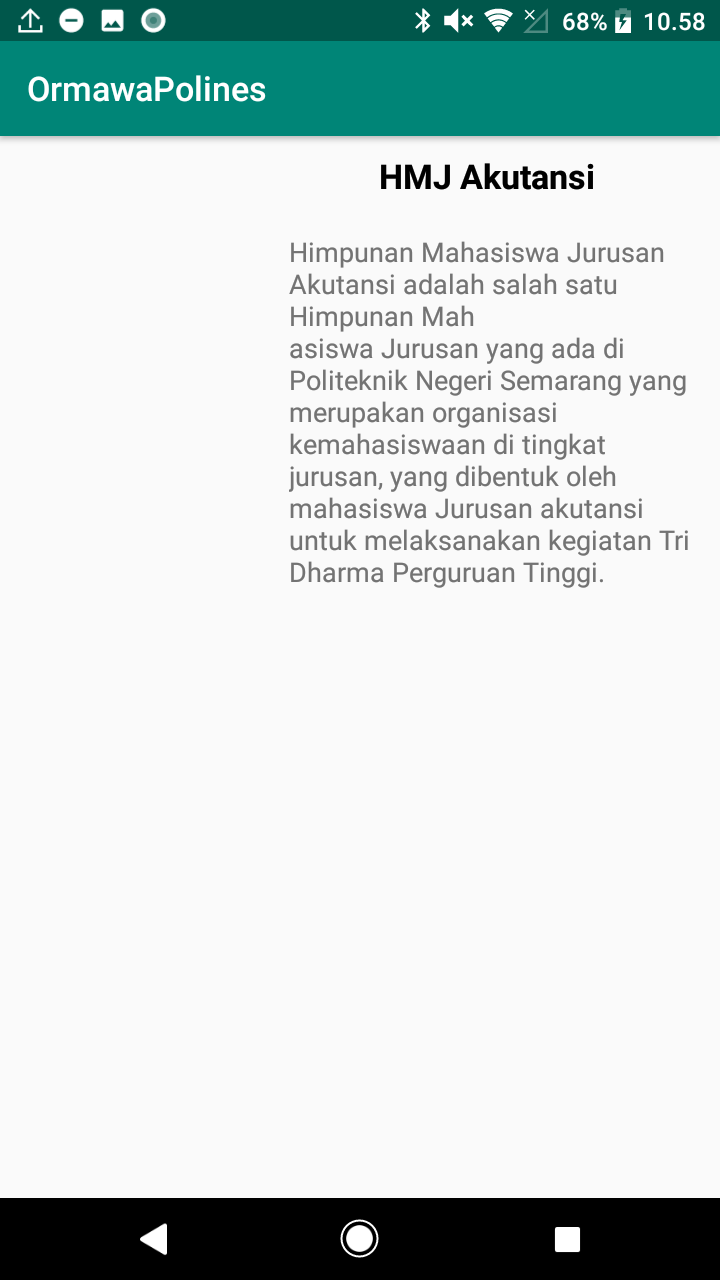 68% 10.58
OrmawaPolines
HMJ Akutansi
Himpunan Mahasiswa Jurusan
Akutansi adalah salah satu
Himpunan Mah
asiswa Jurusan yang ada di
Politeknik Negeri Semarang yang
merupakan organisasi
kemahasiswaan di tingkat
jurusan, yang dibentuk oleh
mahasiswa Jurusan akutansi
untuk melaksanakan kegiatan Tri
Dharma Perguruan Tinggi.